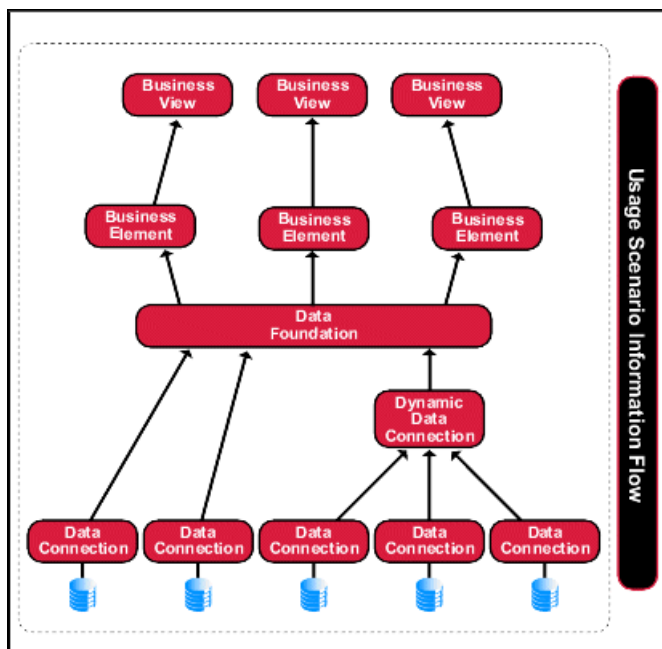 Business
View
Business
View
Business
View
Business
Element
Business
Element
Business
Element
Data
Foundation
Dynamic
Data
Connection
Data
Connection
Data
Connection
Data
Connection
Data
Connection
Data
Connection
Usage Scenario Information Flow